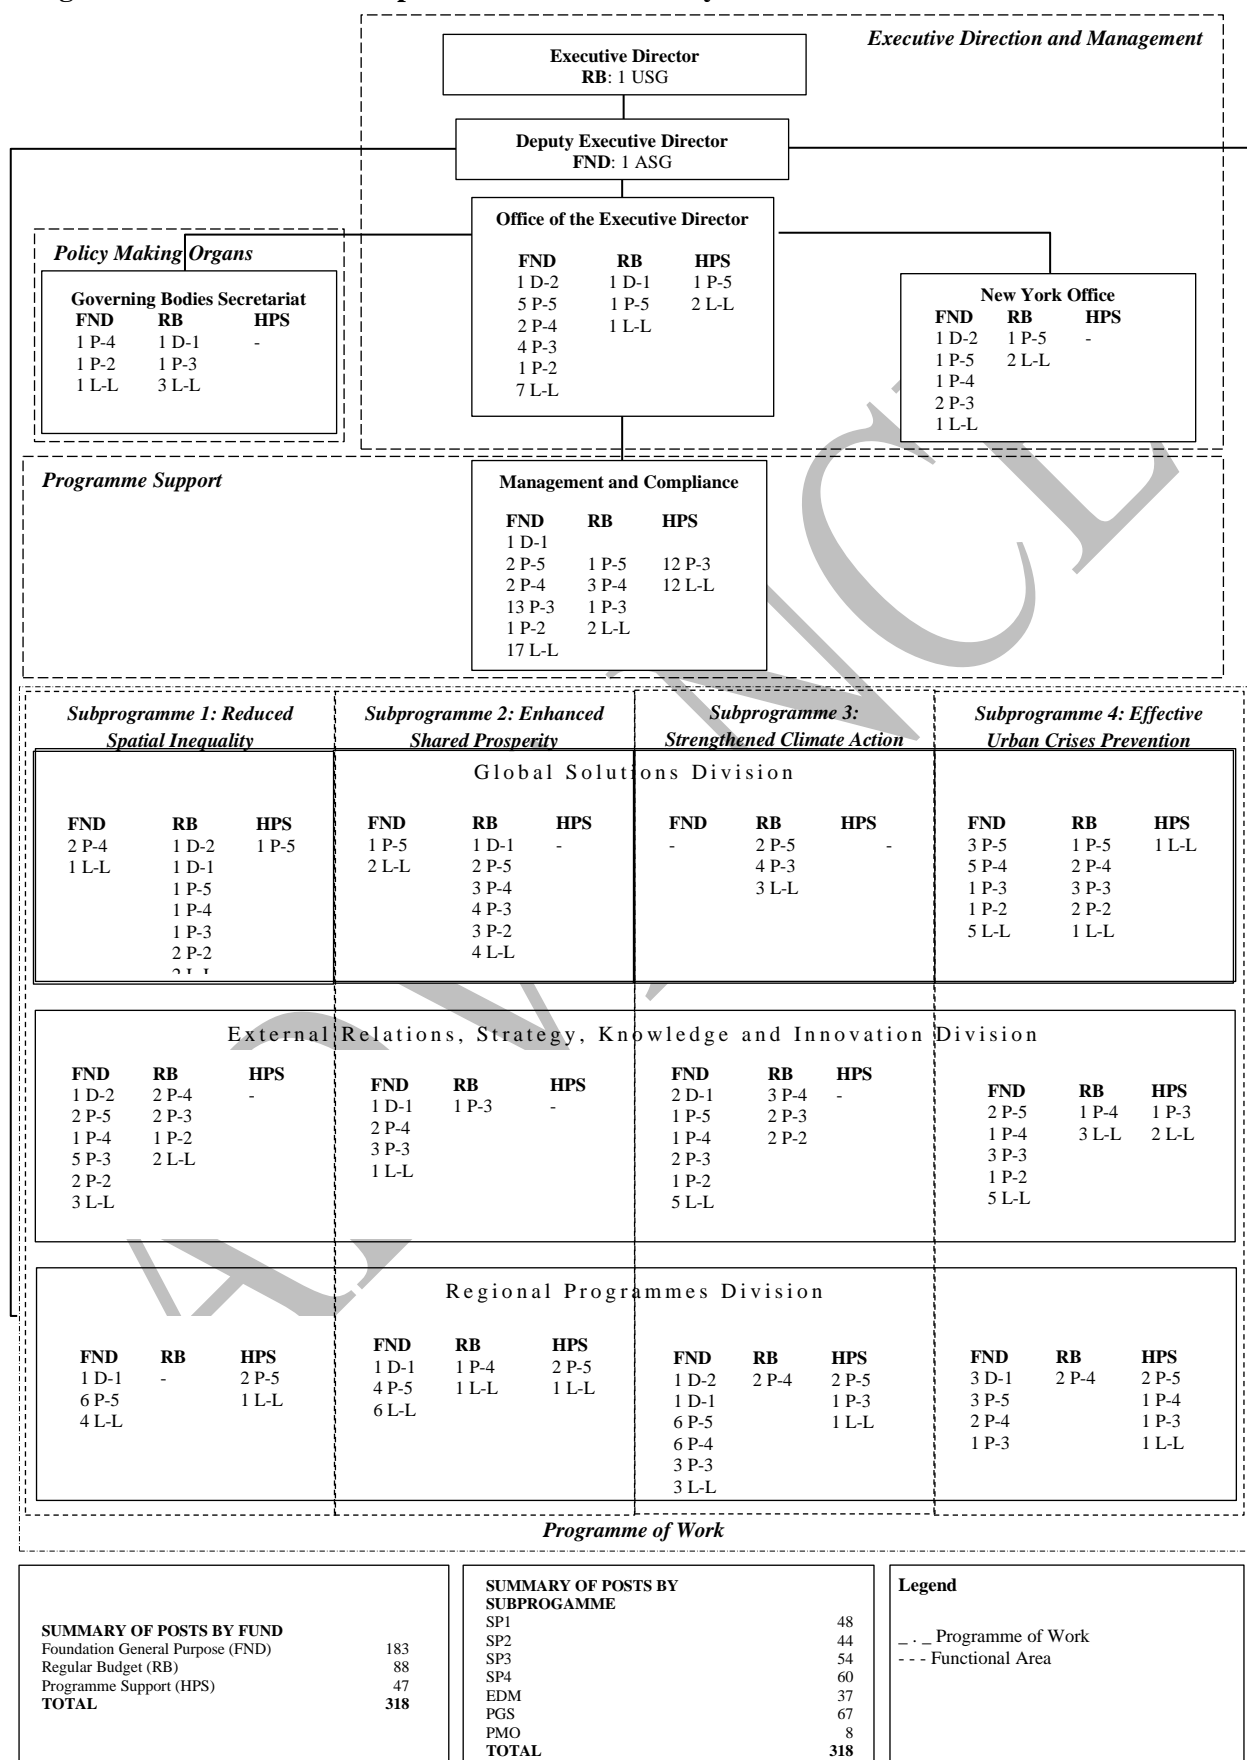 Executive Direction and Management
Executive Director
RB: 1 USG
Deputy Executive Director
FND: 1 ASG
Office of the Executive Director
FND RB HPS
1 D-2 1 D-1 1 P-5
5 P-5 1 P-5 2 L-L
2 P-4 1 L-L
4 P-3
1 P-2
7 L-L
Policy Making Organs
Governing Bodies Secretariat
FND RB HPS
1 P-4 1 D-1 -
1 P-2 1 P-3
1 L-L 3 L-L
New York Office
FND RB HPS
1 D-2 1 P-5 -
1 P-5 2 L-L
1 P-4
2 P-3
1 L-L
Programme Support
Management and Compliance
FND RB HPS
1 D-1
2 P-5 1 P-5 12 P-3
2 P-4 3 P-4 12 L-L
13 P-3 1 P-3
1 P-2 2 L-L
17 L-L
Subprogramme 1: Reduced
Spatial Inequality
Subprogramme 2: Enhanced
Shared Prosperity
Subprogramme 3:
Strengthened Climate Action
Subprogramme 4: Effective
Urban Crises Prevention
Global Solutions Division
FND RB HPS
2 P-4 1 D-2 1 P-5
1 L-L 1 D-1
1 P-5
1 P-4
1 P-3
2 P-2
FND RB HPS
1 P-5 1 D-1 -
2 L-L 2 P-5
3 P-4
4 P-3
3 P-2
4 L-L
FND RB HPS
- 2 P-5 -
4 P-3
3 L-L
FND RB HPS
3 P-5 1 P-5 1 L-L
5 P-4 2 P-4
1 P-3 3 P-3
1 P-2 2 P-2
5 L-L 1 L-L
External Relations, Strategy, Knowledge and Innovation Division
FND RB HPS
1 D-2 2 P-4 -
2 P-5 2 P-3
1 P-4 1 P-2
5 P-3 2 L-L
2 P-2
3 L-L
FND RB HPS
1 D-1 1 P-3 -
2 P-4
3 P-3
1 L-L
FND RB HPS
2 D-1 3 P-4 -
1 P-5 2 P-3
1 P-4 2 P-2
2 P-3
1 P-2
5 L-L
FND RB HPS
2 P-5 1 P-4 1 P-3
1 P-4 3 L-L 2 L-L
3 P-3
1 P-2
5 L-L
Regional Programmes Division
FND RB HPS
1 D-1 - 2 P-5
6 P-5 1 L-L
4 L-L
FND RB HPS
1 D-1 1 P-4 2 P-5
4 P-5 1 L-L 1 L-L
6 L-L
FND RB HPS
1 D-2 2 P-4 2 P-5
1 D-1 1 P-3
6 P-5 1 L-L
6 P-4
3 P-3
3 L-L
FND RB HPS
3 D-1 2 P-4 2 P-5
3 P-5 1 P-4
2 P-4 1 P-3
1 P-3 1 L-L
Programme of Work
SUMMARY OF POSTS BY FUND
Foundation General Purpose (FND) 183
Regular Budget (RB) 88
Programme Support (HPS) 47
TOTAL 318
SUMMARY OF POSTS BY
SUBPROGAMME
SP1 48
SP2 44
SP3 54
SP4 60
EDM 37
PGS 67
PMO 8
TOTAL 318
Legend
_ . _ Programme of Work
- - - Functional Area